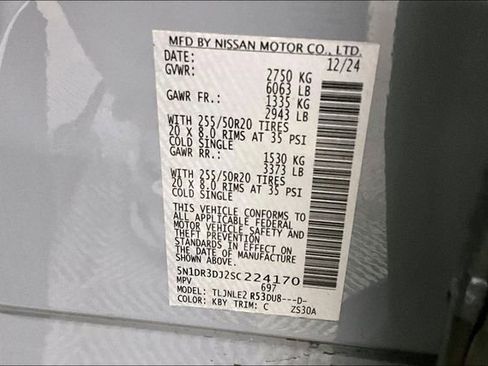 MFD BY NISSAN MOTOR CO., LTD.
DATE: 12/24
GVWR: 2750 KG
6063 LB
GAWR FR.: 1335 KG
2943 LB
WITH 255/50R20 TIRES
20 X 8.0 RIMS AT 35 PSI
COLD SINGLE
GAWR RR.: 1530 KG
3373 LB
WITH 255/50R20 TIRES
20 X 8.0 RIMS AT 35 PSI
COLD SINGLE
THIS VEHICLE CONFORMS TO
ALL APPLICABLE FEDERAL
MOTOR VEHICLE SAFETY AND
THEFT PREVENTION
STANDARDS IN EFFECT ON
THE DATE OF MANUFACTURE
SHOWN ABOVE.
5N1DR3DJ2SC224170
MPV 697
MODEL: TLJNLE2 R53DU8---D-
COLOR: KBY TRIM: C ZS30A